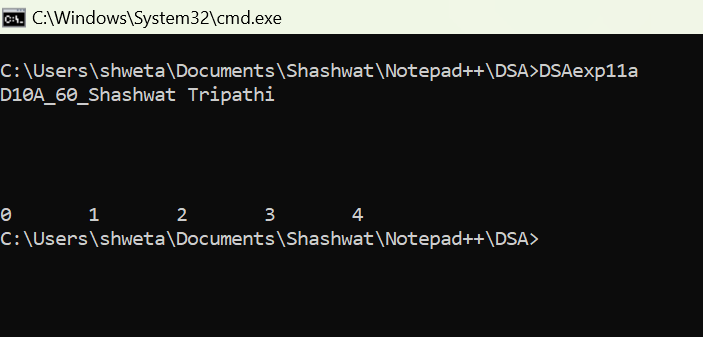 C:\Windows\System32\cmd.exe
C:\Users\shweta\Documents\Shashwat\Notepad++\DSA>DSAexp11a
D10A_60_Shashwat Tripathi
0 1 2 3 4
C:\Users\shweta\Documents\Shashwat\Notepad++\DSA>